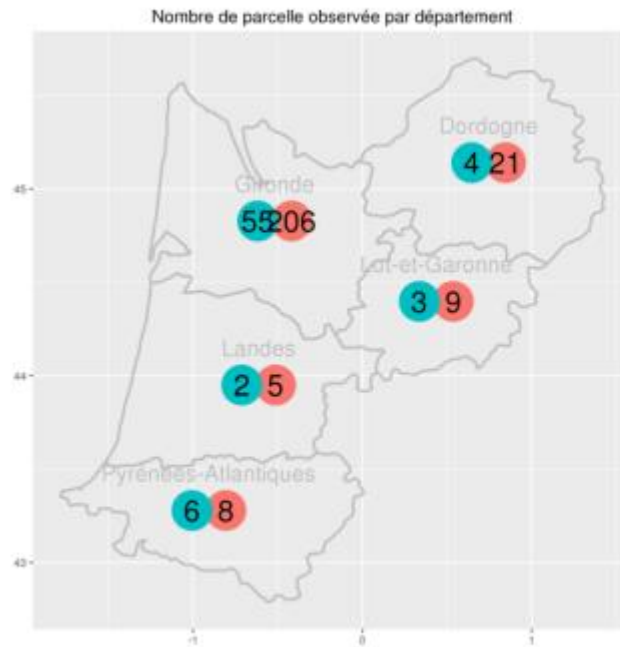 Nombre de parcelle observée par département
Dordogne
4 21
45
Gironde
55 206
Lot-et-Garonne
3 9
44
Landes
2 5
Pyrénées-Atlantiques
6 8
43
-1 0 1